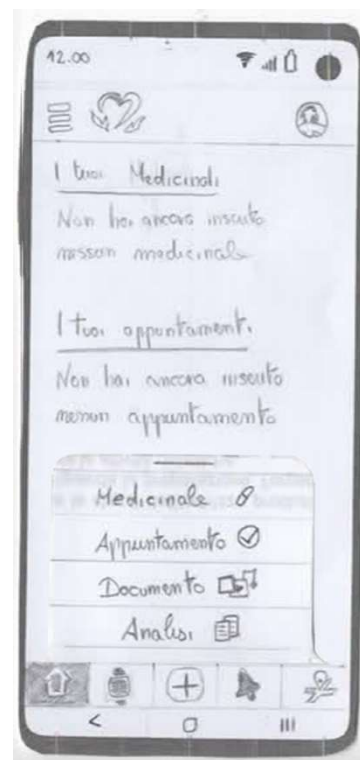 12.00
I tuoi Medicinali
Non hai ancora inserito
nessun medicinale
I tuoi appuntamenti
Non hai ancora inserito
nessun appuntamento
Medicinale
Appuntamento
Documento
Analisi